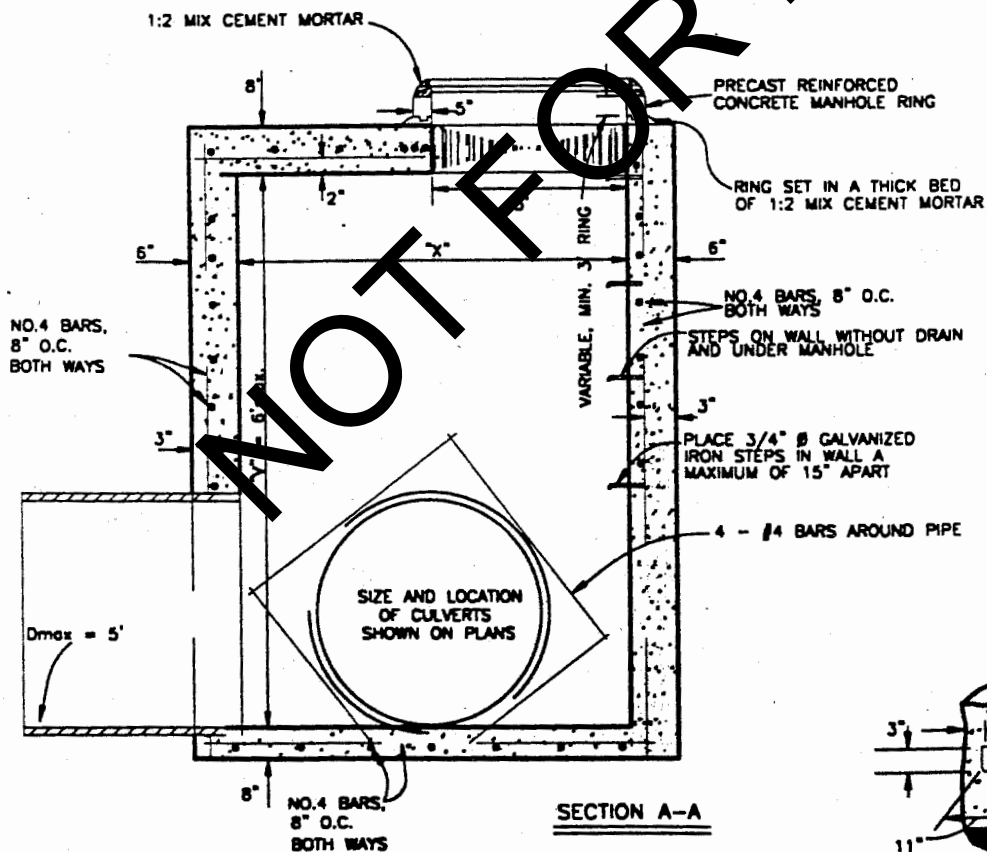 1:2 MIX CEMENT MORTAR
8"
5"
PRECAST REINFORCED
CONCRETE MANHOLE RING
2"
RING SET IN A THICK BED
OF 1:2 MIX CEMENT MORTAR
6"
"X"
6"
VARIABLE, MIN. 3' RING
NO.4 BARS,
8" O.C.
BOTH WAYS
NO.4 BARS, 8" O.C.
BOTH WAYS
STEPS ON WALL WITHOUT DRAIN
AND UNDER MANHOLE
3"
3"
PLACE 3/4" Ø GALVANIZED
IRON STEPS IN WALL A
MAXIMUM OF 15" APART
4 - #4 BARS AROUND PIPE
SIZE AND LOCATION
OF CULVERTS
SHOWN ON PLANS
Dmax = 5'
8"
NO.4 BARS,
8" O.C.
BOTH WAYS
SECTION A-A
3"
11"
NOT FOR